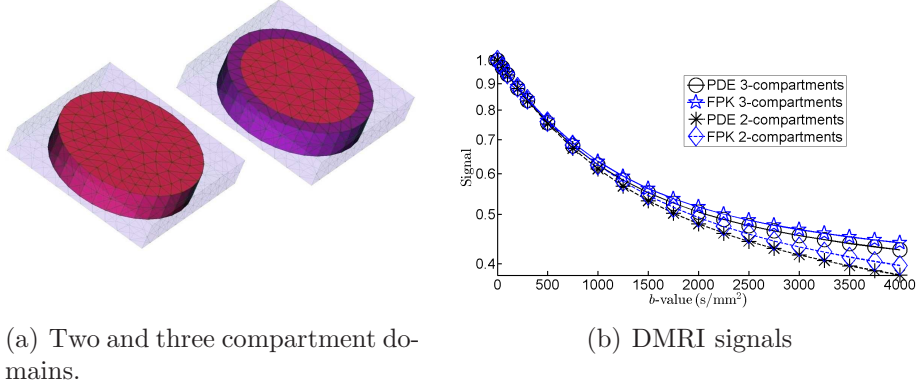 1.
0.9
0.8
0.7
0.6
0.5
0.4
Signal
0 500 1000 1500 2000 2500 3000 3500 4000
b-value (s/mm²)
PDE 3-compartments
FPK 3-compartments
PDE 2-compartments
FPK 2-compartments
(a) Two and three compartment do-
mains.
(b) DMRI signals